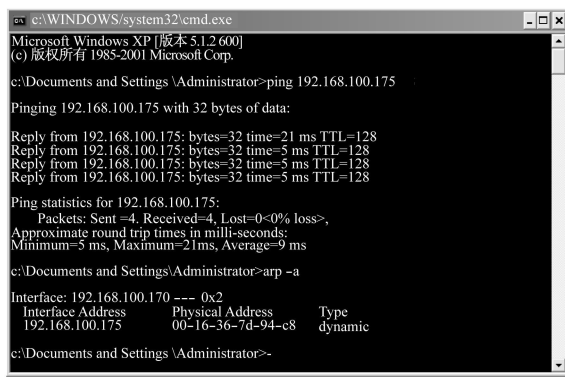 c:\WINDOWS/system32\cmd.exe
Microsoft Windows XP [版本 5.1.2 600]
(c) 版权所有 1985-2001 Microsoft Corp.
c:\Documents and Settings \Administrator>ping 192.168.100.175
Pinging 192.168.100.175 with 32 bytes of data:
Reply from 192.168.100.175: bytes=32 time=21 ms TTL=128
Reply from 192.168.100.175: bytes=32 time=5 ms TTL=128
Reply from 192.168.100.175: bytes=32 time=5 ms TTL=128
Reply from 192.168.100.175: bytes=32 time=5 ms TTL=128
Ping statistics for 192.168.100.175:
Packets: Sent =4. Received=4, Lost=0<0% loss>,
Approximate round trip times in milli-seconds:
Minimum=5 ms, Maximum=21ms, Average=9 ms
c:\Documents and Settings\Administrator>arp -a
Interface: 192.168.100.170 --- 0x2
Interface Address Physical Address Type
192.168.100.175 00-16-36-7d-94-c8 dynamic
c:\Documents and Settings \Administrator>-